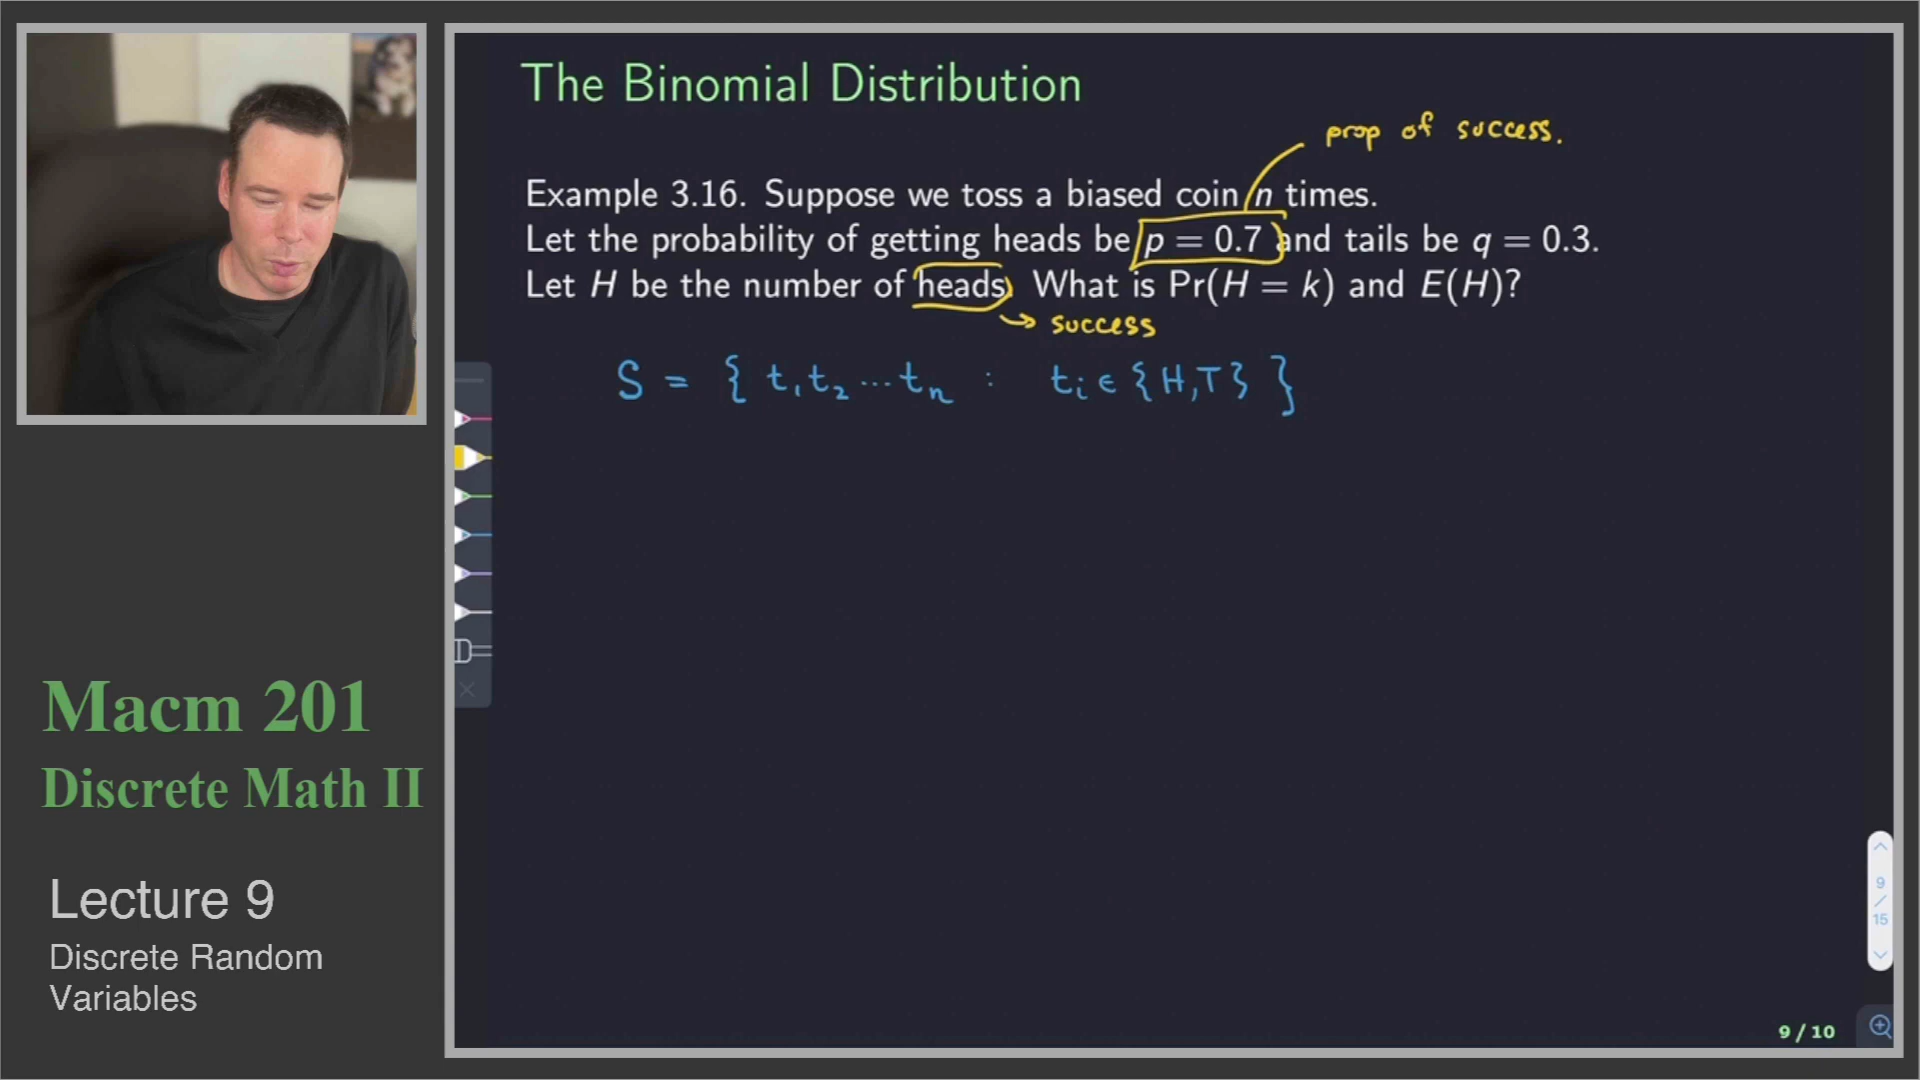 The Binomial Distribution
prop of success.
Example 3.16. Suppose we toss a biased coin n times.
Let the probability of getting heads be p = 0.7 and tails be q = 0.3.
Let H be the number of heads. What is Pr(H = k) and E(H)?
→ success
S = { t₁t₂...tₙ : tᵢ ∈ {H,T} }
Macm 201
Discrete Math II
Lecture 9
Discrete Random
Variables
9
/
15
9 / 10